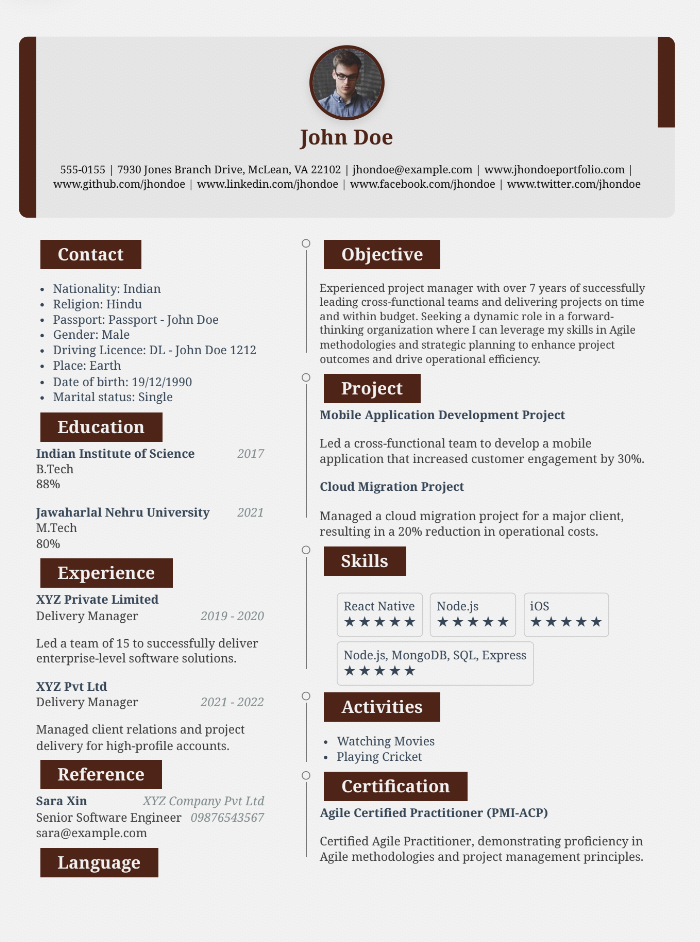 John Doe
555-0155 | 7930 Jones Branch Drive, McLean, VA 22102 | jhondoe@example.com | www.jhondoeportfolio.com |
www.github.com/jhondoe | www.linkedin.com/jhondoe | www.facebook.com/jhondoe | www.twitter.com/jhondoe
Contact
• Nationality: Indian
• Religion: Hindu
• Passport: Passport - John Doe
• Gender: Male
• Driving Licence: DL - John Doe 1212
• Place: Earth
• Date of birth: 19/12/1990
• Marital status: Single
Education
Indian Institute of Science 2017
B.Tech
88%
Jawaharlal Nehru University 2021
M.Tech
80%
Experience
XYZ Private Limited
Delivery Manager 2019 - 2020
Led a team of 15 to successfully deliver
enterprise-level software solutions.
XYZ Pvt Ltd
Delivery Manager 2021 - 2022
Managed client relations and project
delivery for high-profile accounts.
Reference
Sara Xin XYZ Company Pvt Ltd
Senior Software Engineer 09876543567
sara@example.com
Language
Objective
Experienced project manager with over 7 years of successfully
leading cross-functional teams and delivering projects on time
and within budget. Seeking a dynamic role in a forward-
thinking organization where I can leverage my skills in Agile
methodologies and strategic planning to enhance project
outcomes and drive operational efficiency.
Project
Mobile Application Development Project
Led a cross-functional team to develop a mobile
application that increased customer engagement by 30%.
Cloud Migration Project
Managed a cloud migration project for a major client,
resulting in a 20% reduction in operational costs.
Skills
React Native Node.js iOS
★★★★★ ★★★★★ ★★★★★
Node.js, MongoDB, SQL, Express
★★★★★
Activities
• Watching Movies
• Playing Cricket
Certification
Agile Certified Practitioner (PMI-ACP)
Certified Agile Practitioner, demonstrating proficiency in
Agile methodologies and project management principles.